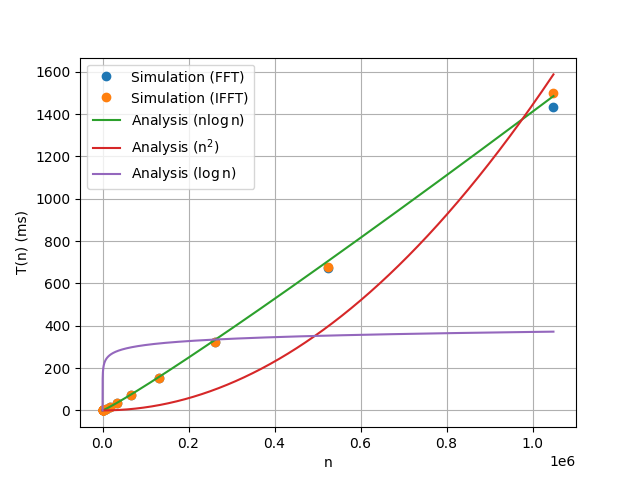 1600
1400
1200
1000
800
600
400
200
0
T(n) (ms)
Simulation (FFT)
Simulation (IFFT)
Analysis (nlog n)
Analysis (n²)
Analysis (log n)
0.0 0.2 0.4 0.6 0.8 1.0
1e6
n